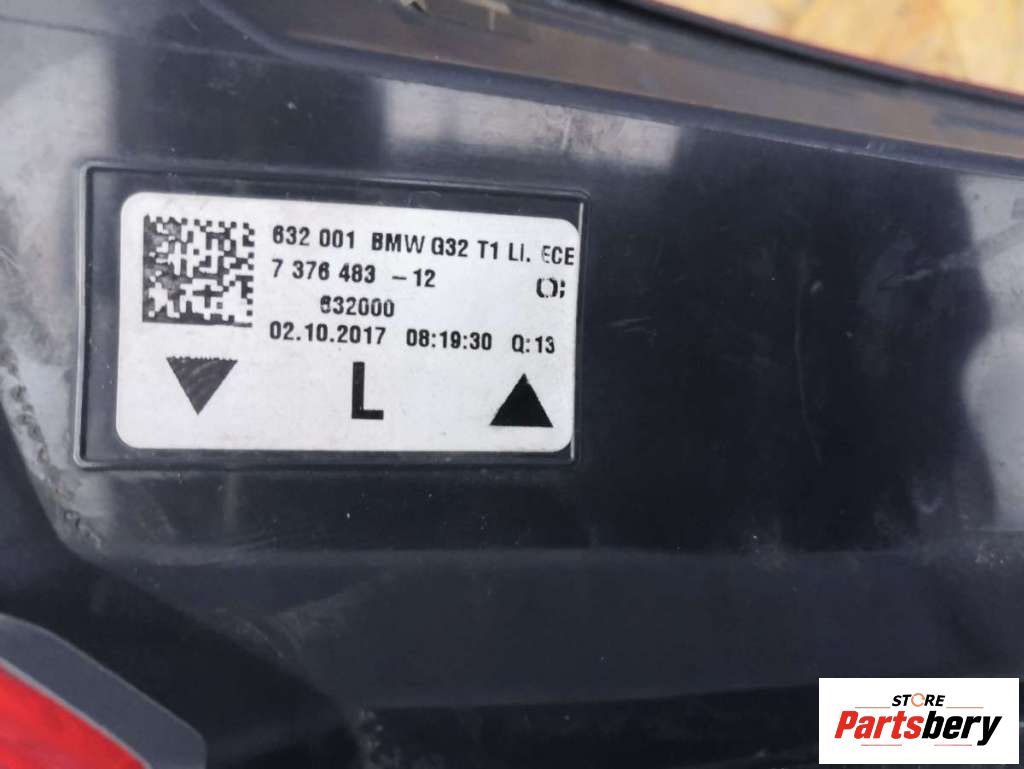 632 001 BMW G32 T1 LI. ECE
7 376 483 -12
632000
02.10.2017 08:19:30 Q:13
L
STORE
Partsbery